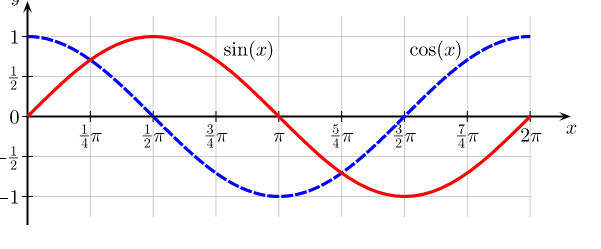 y
1
sin(x)
cos(x)
1/2
0
1/4π
1/2π
3/4π
π
5/4π
3/2π
7/4π
2π
x
−1/2
−1